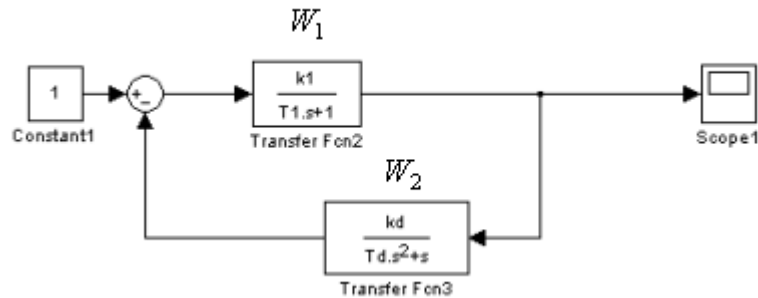 W₁
1
+
−
k1
T1.s+1
Constant1
Transfer Fcn2
Scope1
W₂
kd
Td.s²+s
Transfer Fcn3